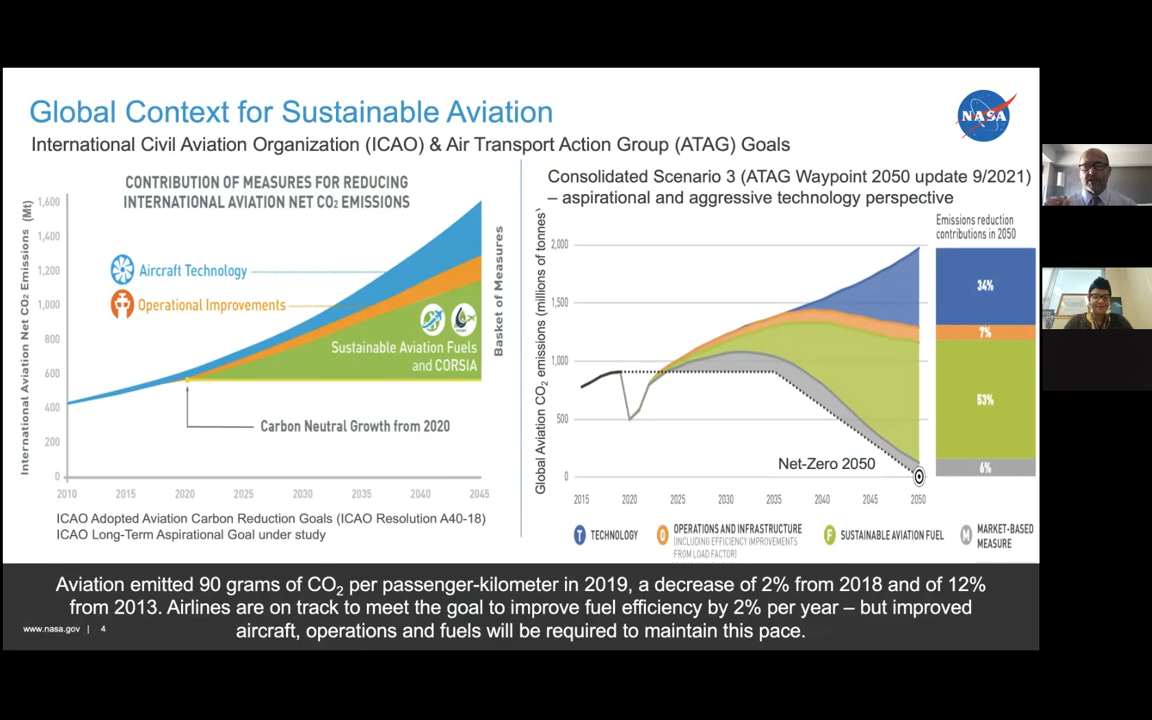 Global Context for Sustainable Aviation
NASA
International Civil Aviation Organization (ICAO) & Air Transport Action Group (ATAG) Goals
CONTRIBUTION OF MEASURES FOR REDUCING
INTERNATIONAL AVIATION NET CO₂ EMISSIONS
International Aviation Net CO₂ Emissions (Mt)
1,600
1,400
1,200
1,000
800
600
400
200
0
Aircraft Technology
Operational Improvements
Sustainable Aviation Fuels
and CORSIA
Carbon Neutral Growth from 2020
Basket of Measures
2010 2015 2020 2025 2030 2035 2040 2045
ICAO Adopted Aviation Carbon Reduction Goals (ICAO Resolution A40-18)
ICAO Long-Term Aspirational Goal under study
Consolidated Scenario 3 (ATAG Waypoint 2050 update 9/2021)
– aspirational and aggressive technology perspective
Emissions reduction
contributions in 2050
Global Aviation CO₂ emissions (millions of tonnes)
2,000
1,500
1,000
500
0
34%
7%
53%
6%
Net-Zero 2050
2015 2020 2025 2030 2035 2040 2045 2050
T TECHNOLOGY
O OPERATIONS AND INFRASTRUCTURE
(INCLUDING EFFICIENCY IMPROVEMENTS
FROM LOAD FACTOR)
F SUSTAINABLE AVIATION FUEL
M MARKET-BASED
MEASURE
Aviation emitted 90 grams of CO₂ per passenger-kilometer in 2019, a decrease of 2% from 2018 and of 12%
from 2013. Airlines are on track to meet the goal to improve fuel efficiency by 2% per year – but improved
aircraft, operations and fuels will be required to maintain this pace.
www.nasa.gov | 4